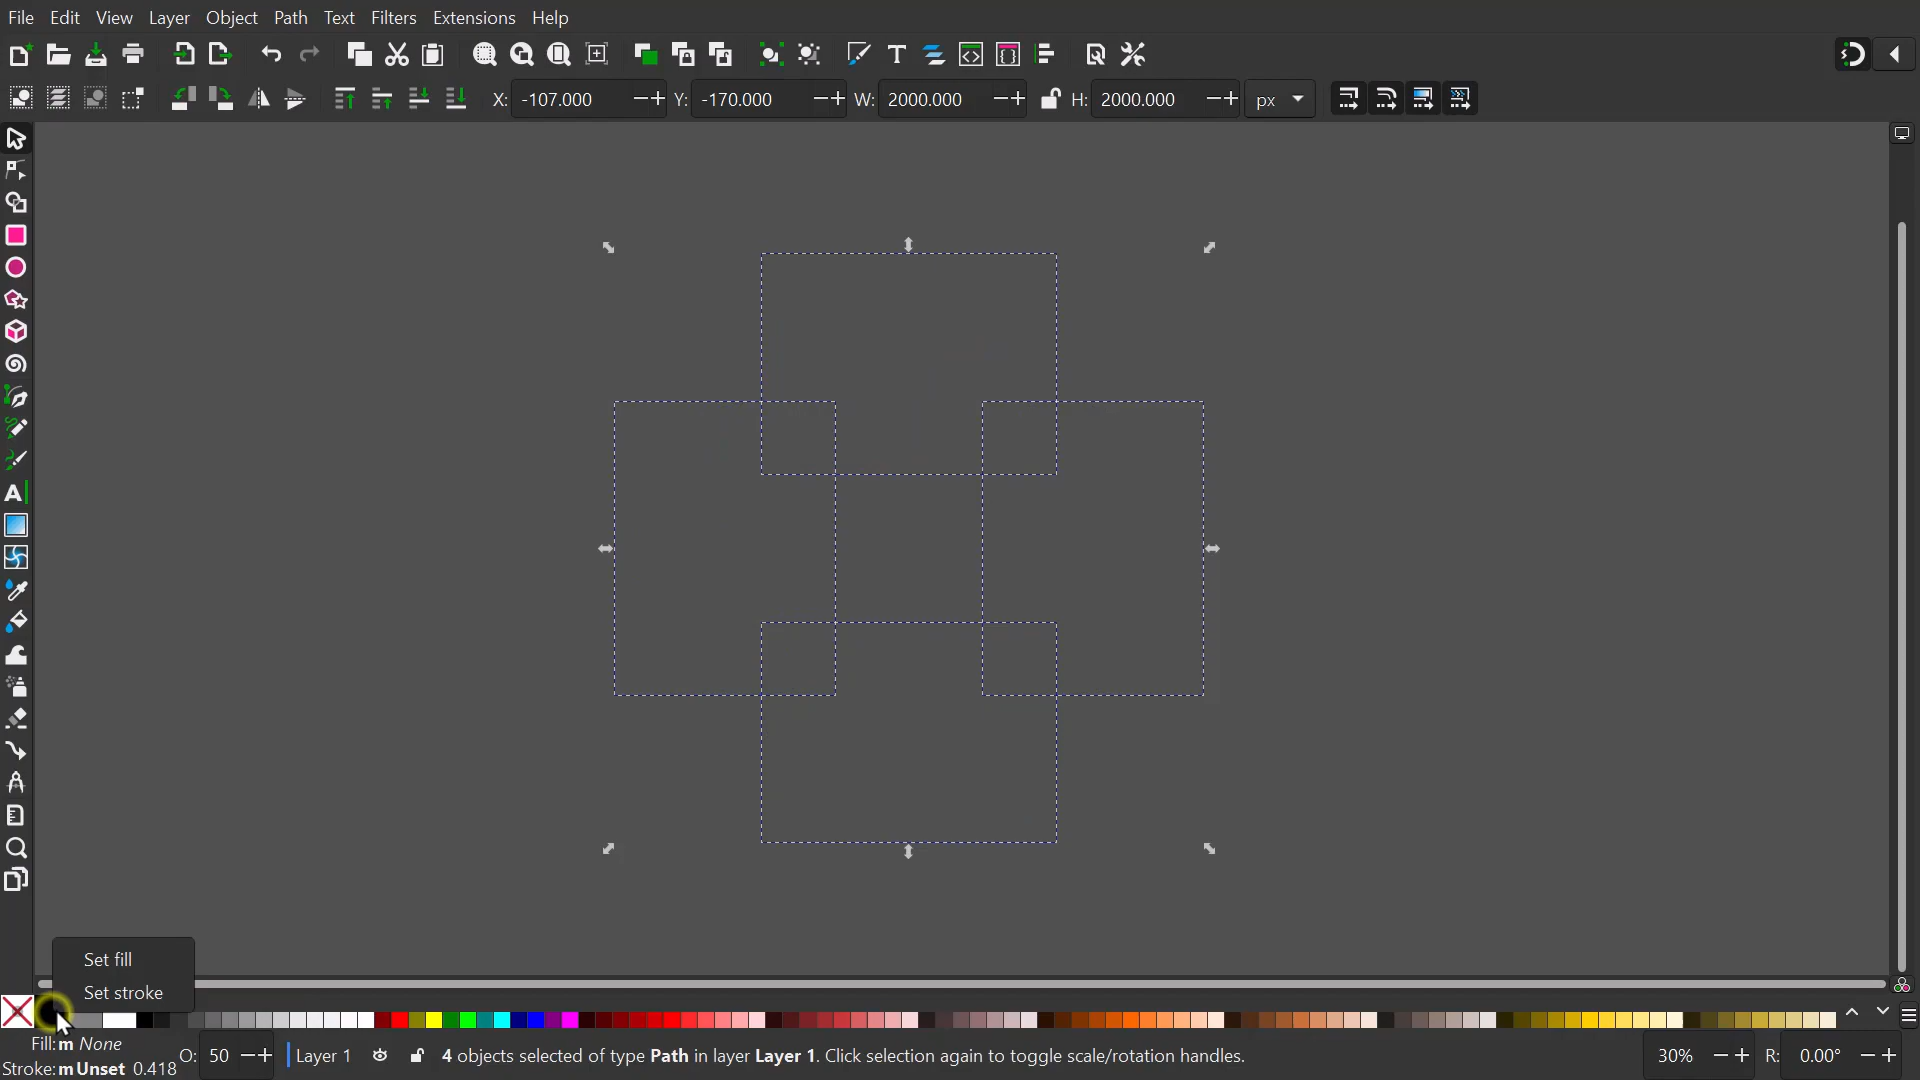 File Edit View Layer Object Path Text Filters Extensions Help
X: -107.000 Y: -170.000 W: 2000.000 H: 2000.000 px
Set fill
Set stroke
Fill: m None
Stroke: m Unset 0.418 O: 50 Layer 1 4 objects selected of type Path in layer Layer 1. Click selection again to toggle scale/rotation handles. 30% R: 0.00°